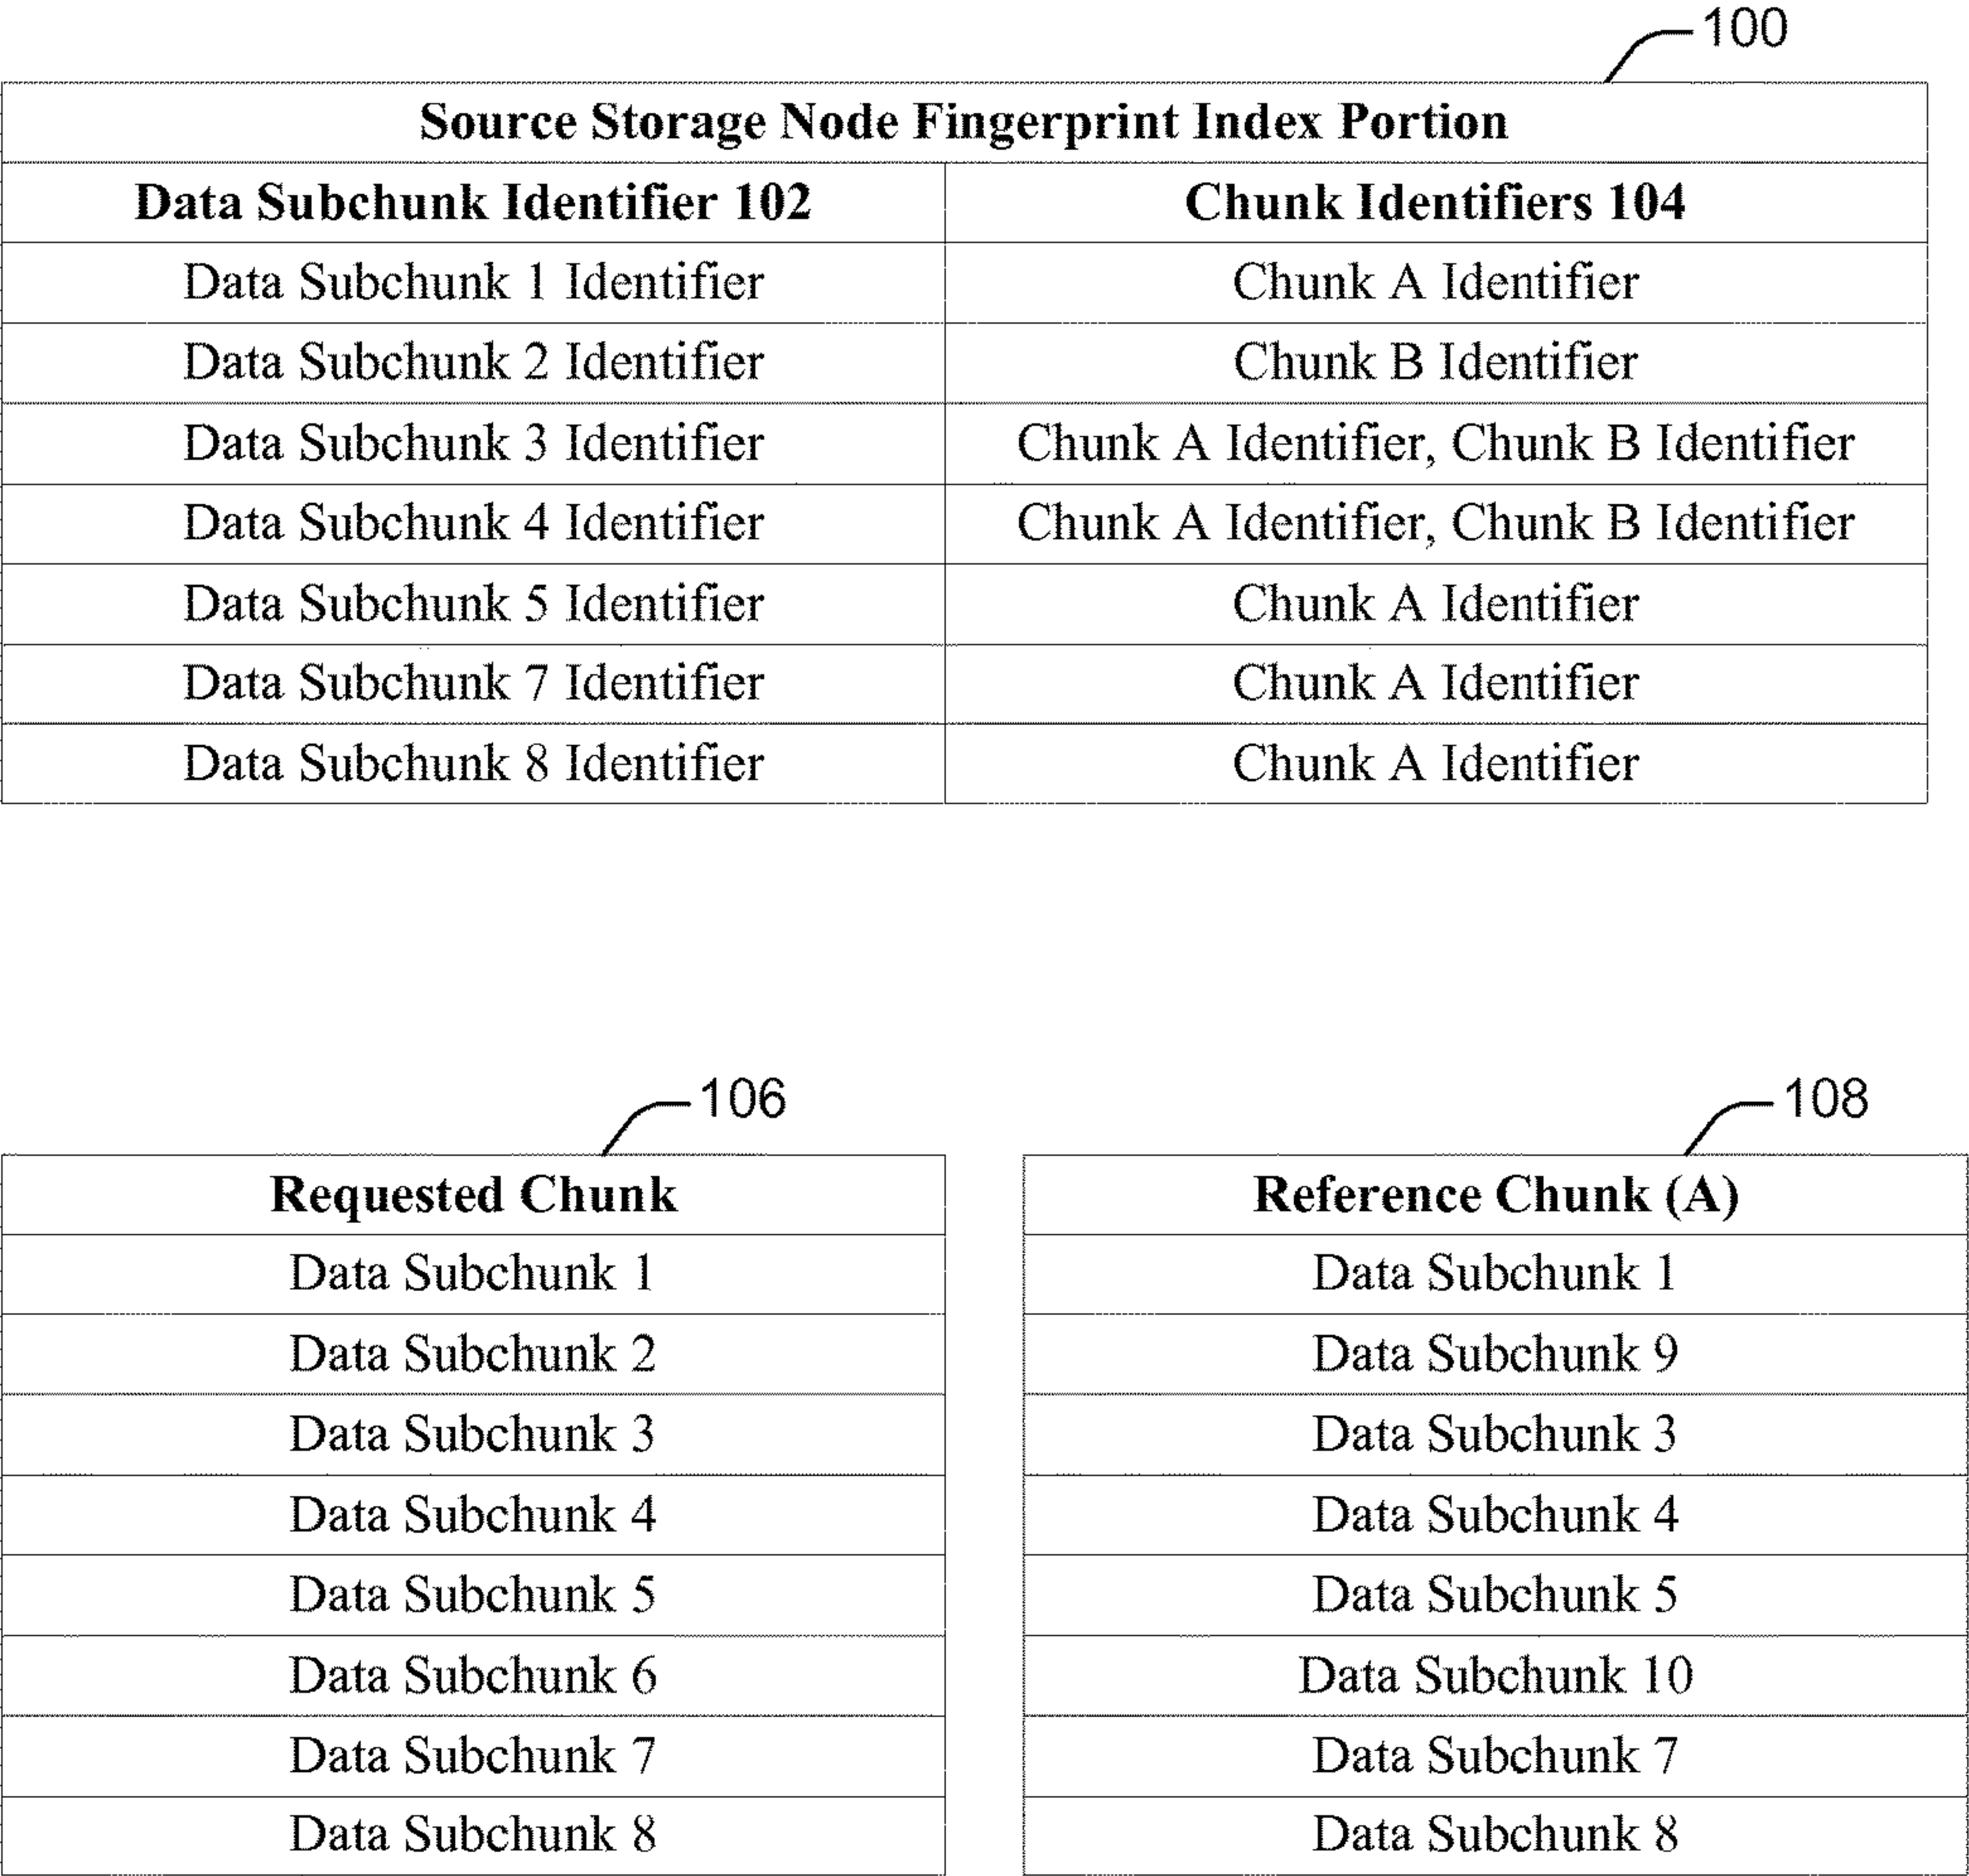 100
Source Storage Node Fingerprint Index Portion
Data Subchunk Identifier 102 Chunk Identifiers 104
Data Subchunk 1 Identifier Chunk A Identifier
Data Subchunk 2 Identifier Chunk B Identifier
Data Subchunk 3 Identifier Chunk A Identifier, Chunk B Identifier
Data Subchunk 4 Identifier Chunk A Identifier, Chunk B Identifier
Data Subchunk 5 Identifier Chunk A Identifier
Data Subchunk 7 Identifier Chunk A Identifier
Data Subchunk 8 Identifier Chunk A Identifier
106 108
Requested Chunk Reference Chunk (A)
Data Subchunk 1 Data Subchunk 1
Data Subchunk 2 Data Subchunk 9
Data Subchunk 3 Data Subchunk 3
Data Subchunk 4 Data Subchunk 4
Data Subchunk 5 Data Subchunk 5
Data Subchunk 6 Data Subchunk 10
Data Subchunk 7 Data Subchunk 7
Data Subchunk 8 Data Subchunk 8